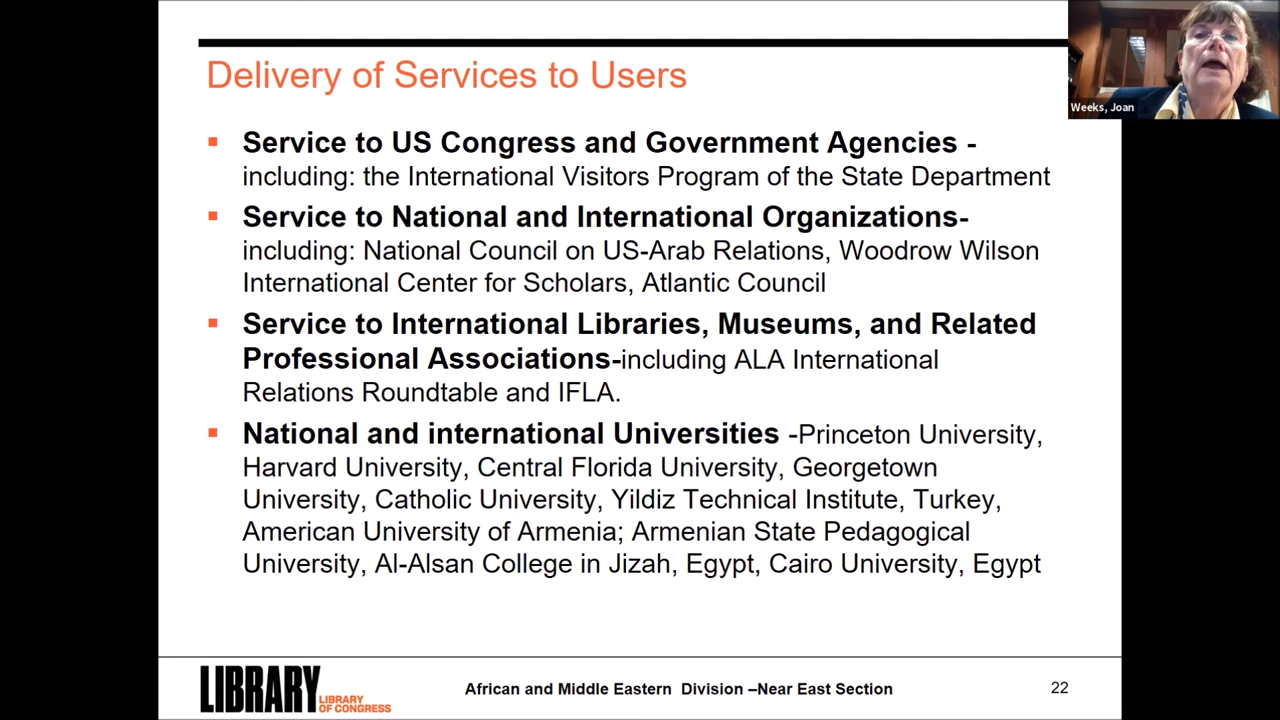 Delivery of Services to Users
Weeks, Joan
▪ Service to US Congress and Government Agencies -
including: the International Visitors Program of the State Department
▪ Service to National and International Organizations-
including: National Council on US-Arab Relations, Woodrow Wilson
International Center for Scholars, Atlantic Council
▪ Service to International Libraries, Museums, and Related
Professional Associations-including ALA International
Relations Roundtable and IFLA.
▪ National and international Universities -Princeton University,
Harvard University, Central Florida University, Georgetown
University, Catholic University, Yildiz Technical Institute, Turkey,
American University of Armenia; Armenian State Pedagogical
University, Al-Alsan College in Jizah, Egypt, Cairo University, Egypt
LIBRARY
LIBRARY
OF CONGRESS
African and Middle Eastern Division –Near East Section
22